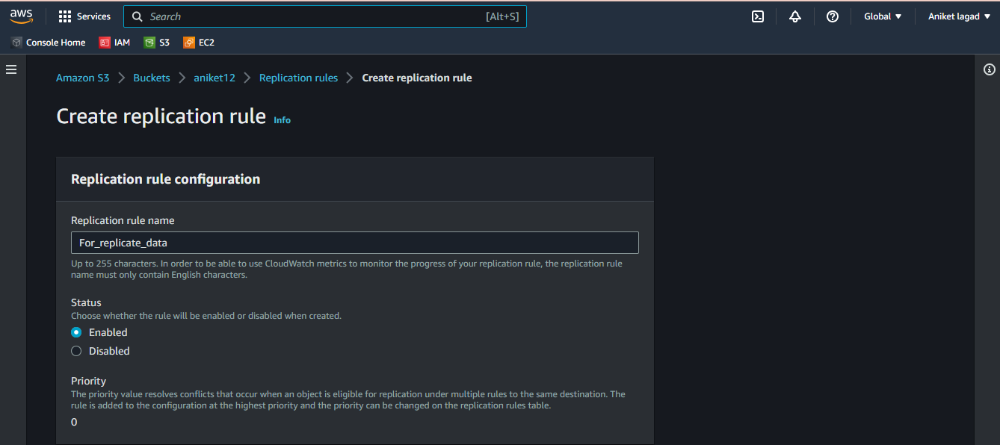 aws Services Search [Alt+S] Global Aniket lagad
Console Home IAM S3 EC2
Amazon S3 Buckets aniket12 Replication rules Create replication rule
Create replication rule Info
Replication rule configuration
Replication rule name
For_replicate_data
Up to 255 characters. In order to be able to use CloudWatch metrics to monitor the progress of your replication rule, the replication rule
name must only contain English characters.
Status
Choose whether the rule will be enabled or disabled when created.
Enabled
Disabled
Priority
The priority value resolves conflicts that occur when an object is eligible for replication under multiple rules to the same destination. The
rule is added to the configuration at the highest priority and the priority can be changed on the replication rules table.
0